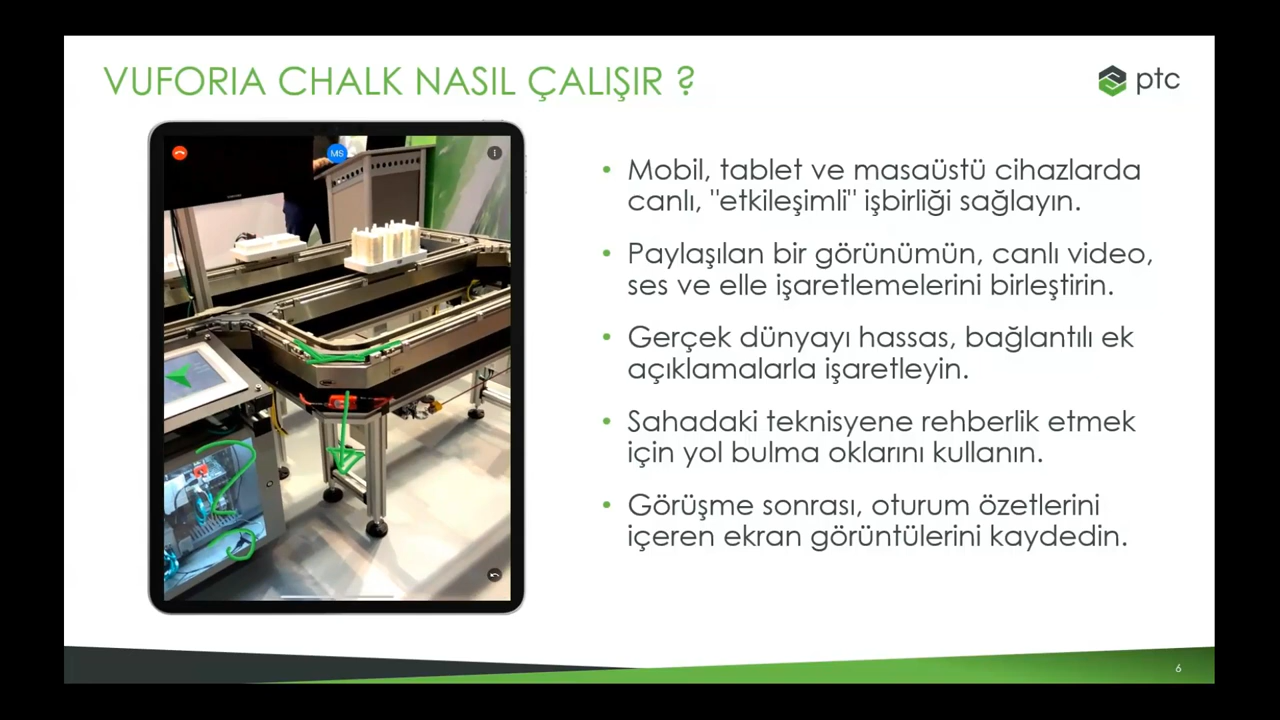 VUFORIA CHALK NASIL ÇALIŞIR ?
ptc
MS
• Mobil, tablet ve masaüstü cihazlarda
canlı, "etkileşimli" işbirliği sağlayın.
• Paylaşılan bir görünümün, canlı video,
ses ve elle işaretlemelerini birleştirin.
• Gerçek dünyayı hassas, bağlantılı ek
açıklamalarla işaretleyin.
• Sahadaki teknisyene rehberlik etmek
için yol bulma oklarını kullanın.
• Görüşme sonrası, oturum özetlerini
içeren ekran görüntülerini kaydedin.
6